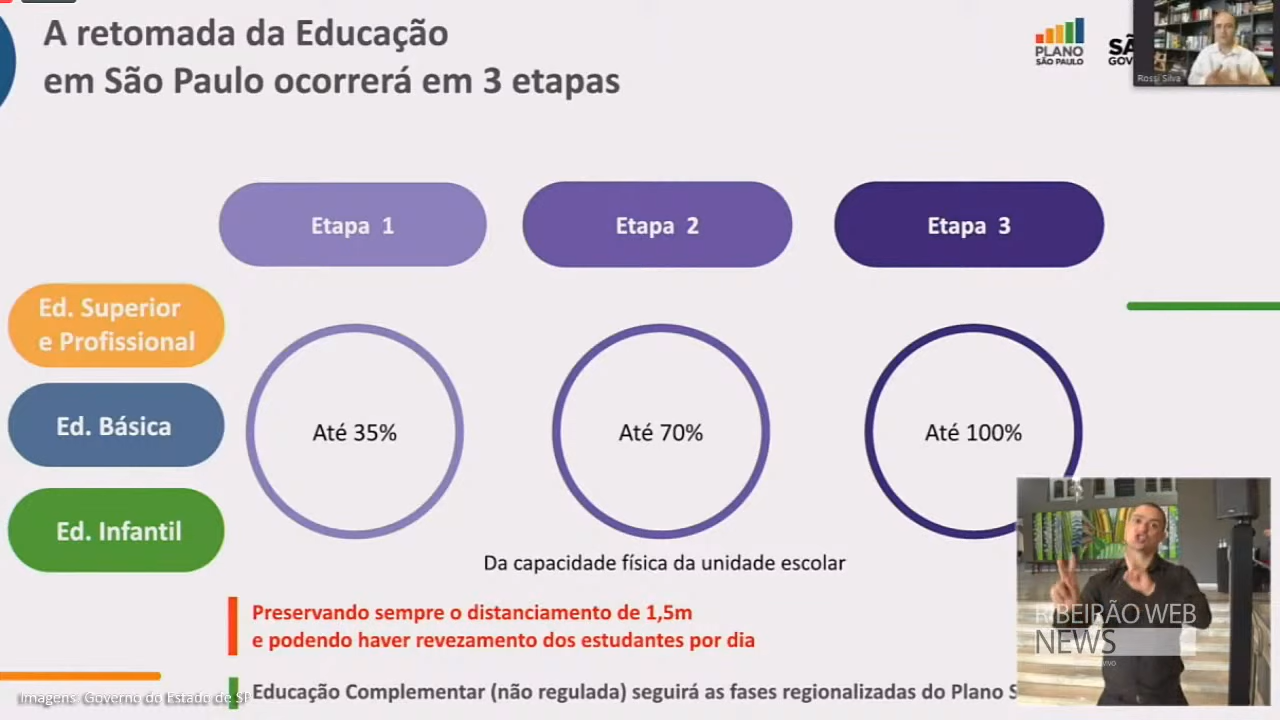 A retomada da Educação
em São Paulo ocorrerá em 3 etapas
PLANO
SÃO PAULO
Rossi Silva
Etapa 1
Etapa 2
Etapa 3
Ed. Superior
e Profissional
Ed. Básica
Ed. Infantil
Até 35%
Até 70%
Até 100%
Da capacidade física da unidade escolar
Preservando sempre o distanciamento de 1,5m
e podendo haver revezamento dos estudantes por dia
Educação Complementar (não regulada) seguirá as fases regionalizadas do Plano S
Imagens: Governo do Estado de SP
RIBEIRÃO WEB
NEWS